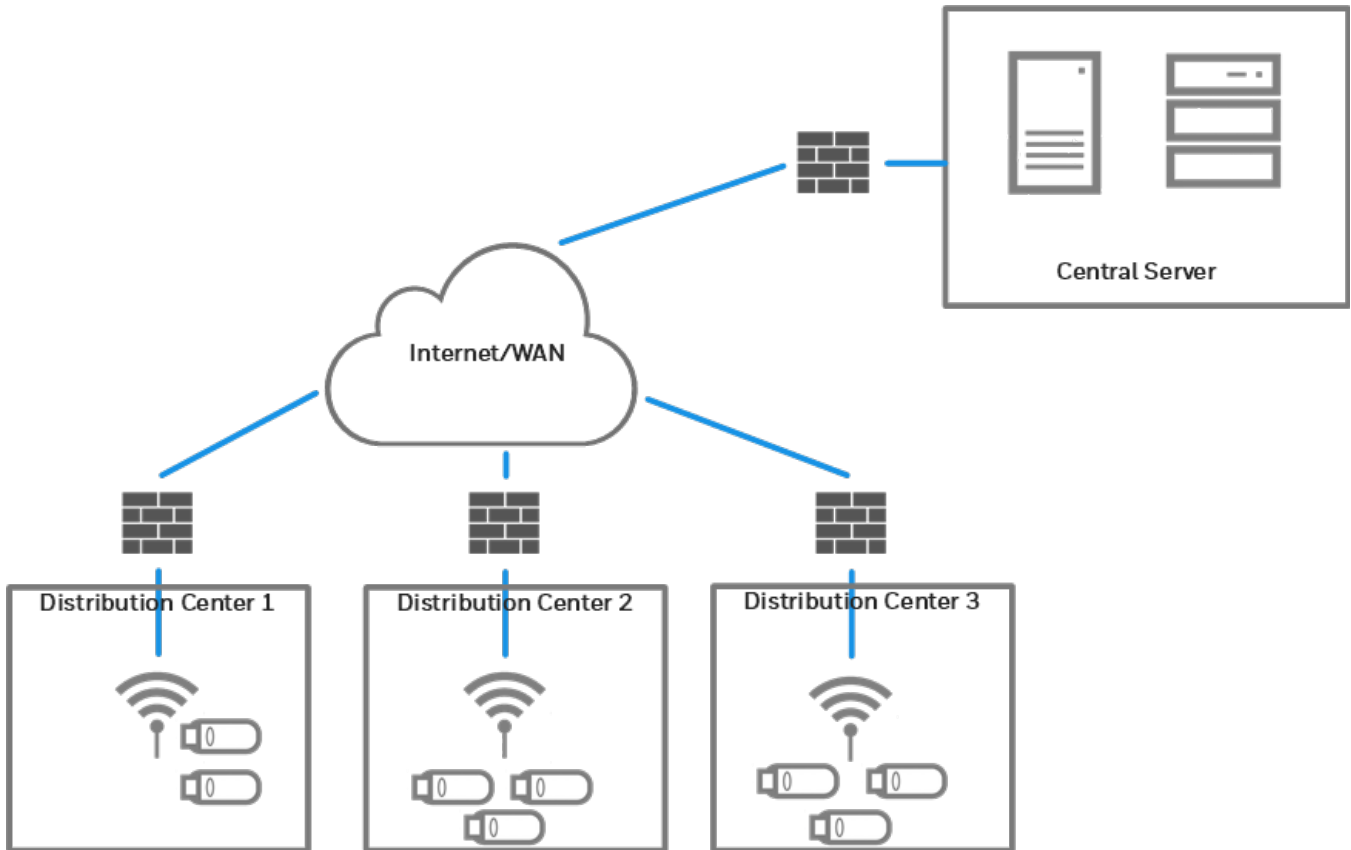 Central Server
Internet/WAN
Distribution Center 1
Distribution Center 2
Distribution Center 3